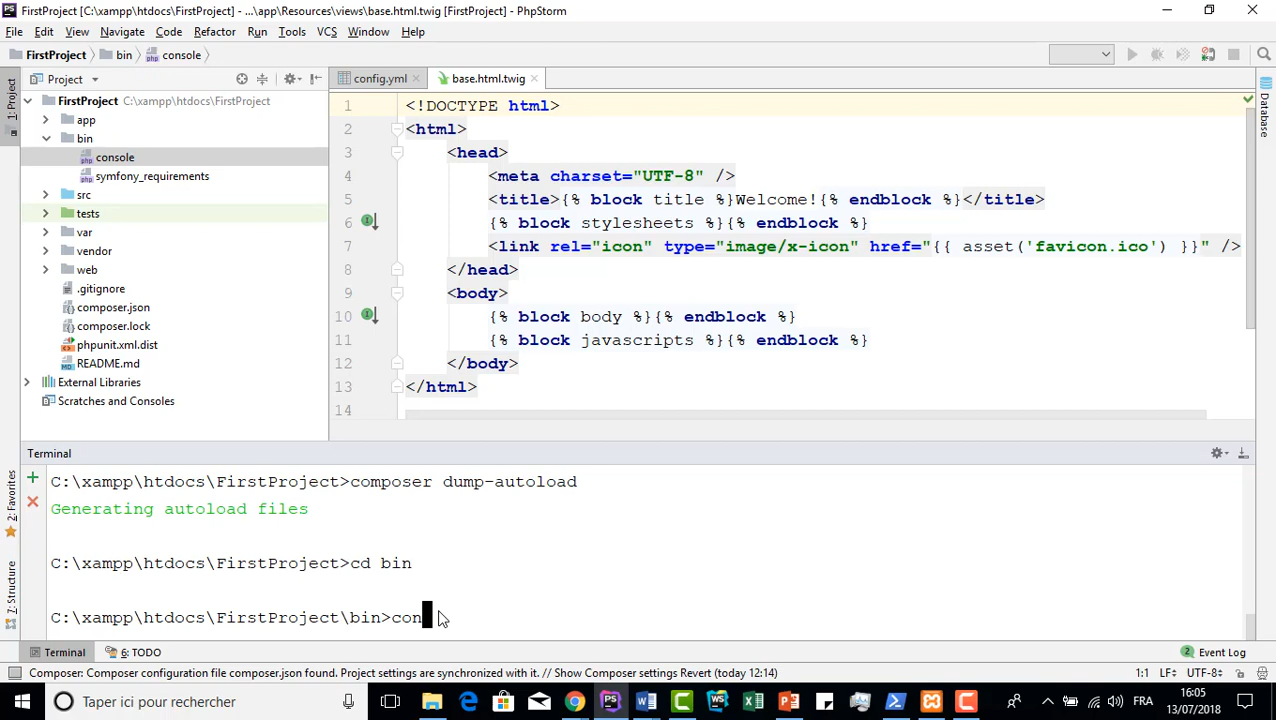 FirstProject [C:\xampp\htdocs\FirstProject] - ...\app\Resources\views\base.html.twig [FirstProject] - PhpStorm
File Edit View Navigate Code Refactor Run Tools VCS Window Help
FirstProject bin console
1: Project
Project
config.yml
base.html.twig
Database
FirstProject C:\xampp\htdocs\FirstProject
app
bin
console
symfony_requirements
src
tests
var
vendor
web
.gitignore
composer.json
composer.lock
phpunit.xml.dist
README.md
External Libraries
Scratches and Consoles
1 <!DOCTYPE html>
2 <html>
3 <head>
4 <meta charset="UTF-8" />
5 <title>{% block title %}Welcome!{% endblock %}</title>
6 {% block stylesheets %}{% endblock %}
7 <link rel="icon" type="image/x-icon" href="{{ asset('favicon.ico') }}" />
8 </head>
9 <body>
10 {% block body %}{% endblock %}
11 {% block javascripts %}{% endblock %}
12 </body>
13 </html>
14
Terminal
2: Favorites
7: Structure
C:\xampp\htdocs\FirstProject>composer dump-autoload
Generating autoload files
C:\xampp\htdocs\FirstProject>cd bin
C:\xampp\htdocs\FirstProject\bin>con
Terminal 6: TODO Event Log
Composer: Composer configuration file composer.json found. Project settings are synchronized with it. // Show Composer settings Revert (today 12:14) 1:1 LF÷ UTF-8÷
Taper ici pour rechercher
FRA
16:05
13/07/2018